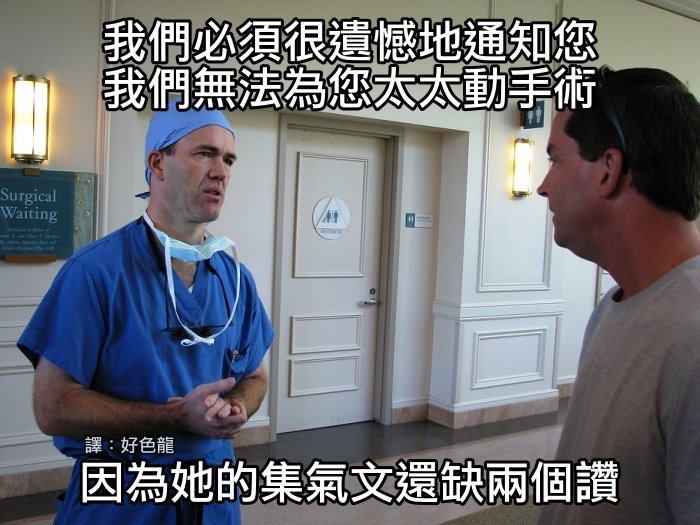 我們必須很遺憾地通知您
我們無法為您太太動手術
Surgical
Waiting
譯：好色龍
因為她的集氣文還缺兩個讚